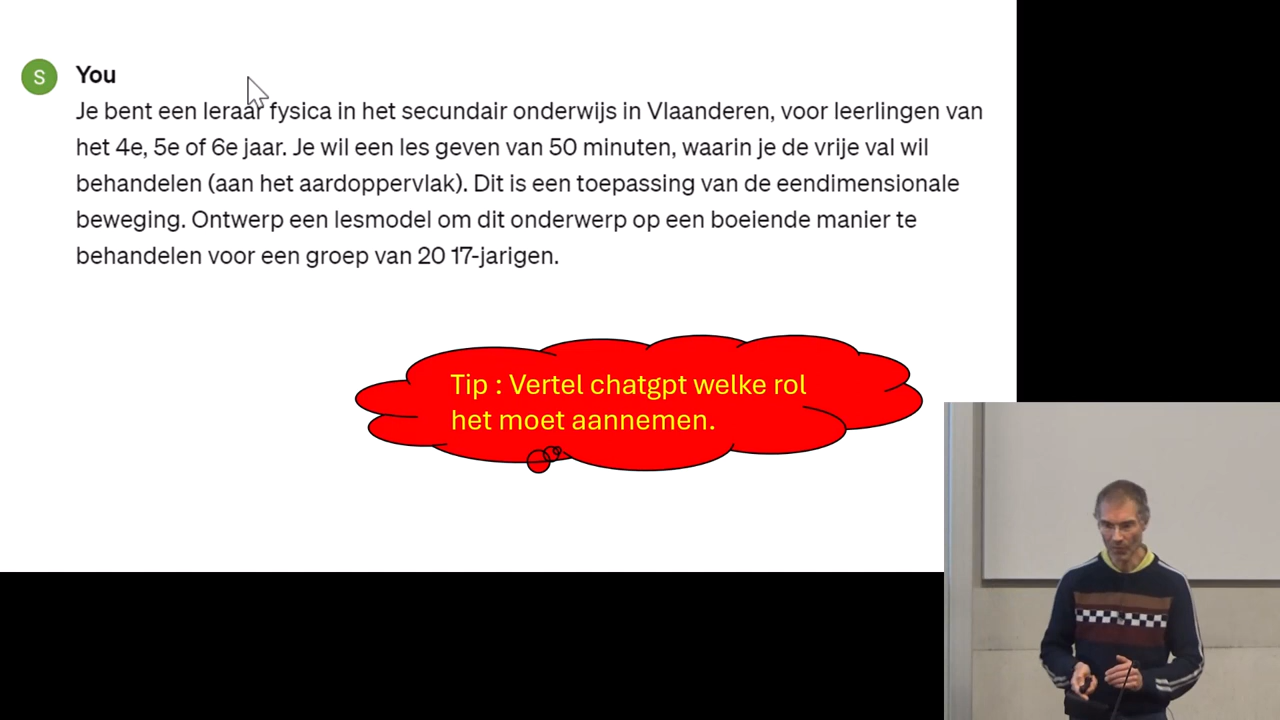 S
You
Je bent een leraar fysica in het secundair onderwijs in Vlaanderen, voor leerlingen van
het 4e, 5e of 6e jaar. Je wil een les geven van 50 minuten, waarin je de vrije val wil
behandelen (aan het aardoppervlak). Dit is een toepassing van de eendimensionale
beweging. Ontwerp een lesmodel om dit onderwerp op een boeiende manier te
behandelen voor een groep van 20 17-jarigen.
Tip : Vertel chatgpt welke rol
het moet aannemen.